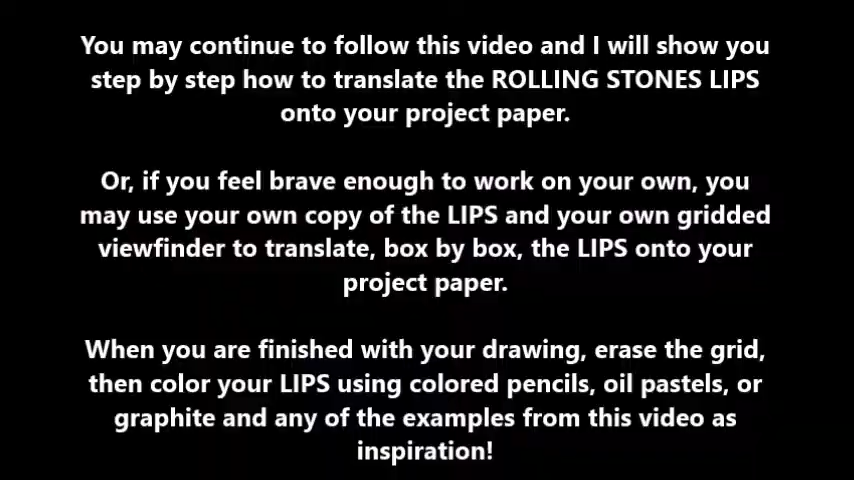 You may continue to follow this video and I will show you
step by step how to translate the ROLLING STONES LIPS
onto your project paper.
Or, if you feel brave enough to work on your own, you
may use your own copy of the LIPS and your own gridded
viewfinder to translate, box by box, the LIPS onto your
project paper.
When you are finished with your drawing, erase the grid,
then color your LIPS using colored pencils, oil pastels, or
graphite and any of the examples from this video as
inspiration!